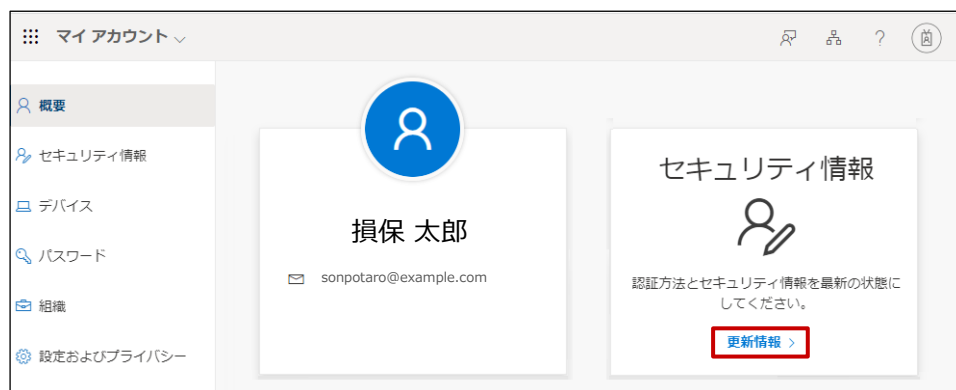 マイ アカウント
概要
セキュリティ情報
デバイス
パスワード
組織
設定およびプライバシー
損保 太郎
sonpotaro@example.com
セキュリティ情報
認証方法とセキュリティ情報を最新の状態に
してください。
更新情報